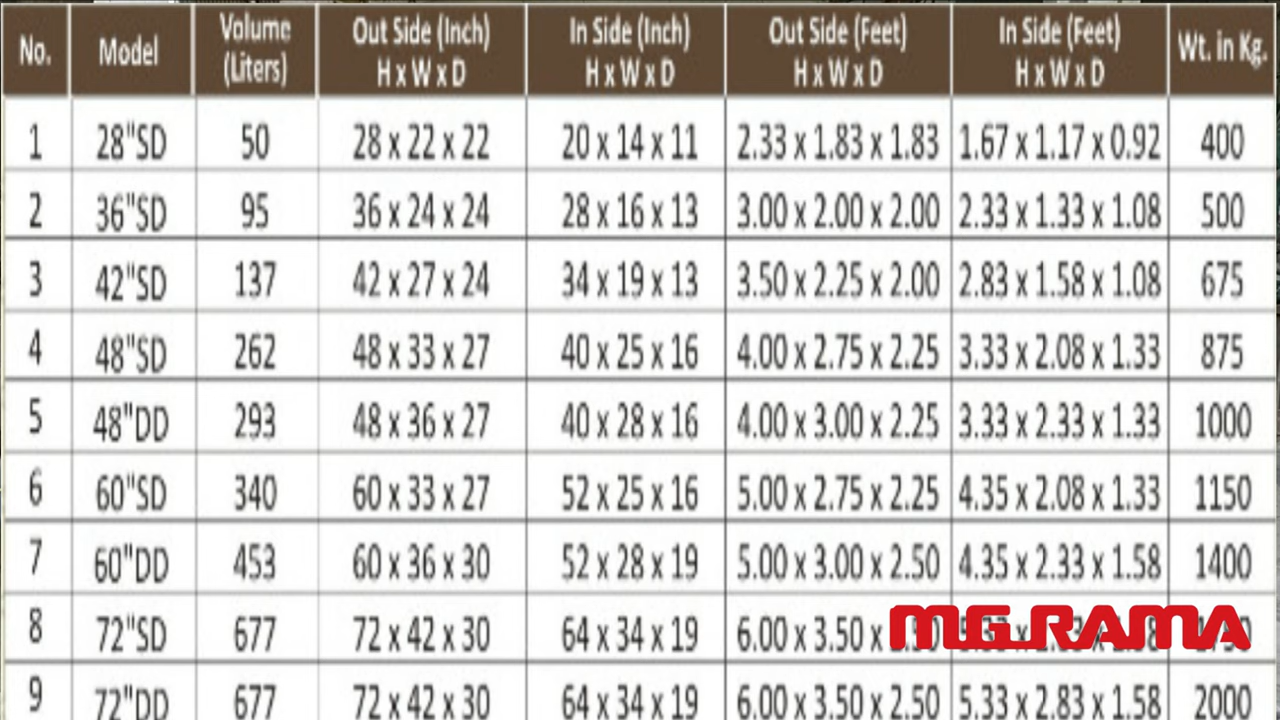 No. Model Volume (Liters) Out Side (Inch) H x W x D In Side (Inch) H x W x D Out Side (Feet) H x W x D In Side (Feet) H x W x D Wt. in Kg.
1 28"SD 50 28 x 22 x 22 20 x 14 x 11 2.33 x 1.83 x 1.83 1.67 x 1.17 x 0.92 400
2 36"SD 95 36 x 24 x 24 28 x 16 x 13 3.00 x 2.00 x 2.00 2.33 x 1.33 x 1.08 500
3 42"SD 137 42 x 27 x 24 34 x 19 x 13 3.50 x 2.25 x 2.00 2.83 x 1.58 x 1.08 675
4 48"SD 262 48 x 33 x 27 40 x 25 x 16 4.00 x 2.75 x 2.25 3.33 x 2.08 x 1.33 875
5 48"DD 293 48 x 36 x 27 40 x 28 x 16 4.00 x 3.00 x 2.25 3.33 x 2.33 x 1.33 1000
6 60"SD 340 60 x 33 x 27 52 x 25 x 16 5.00 x 2.75 x 2.25 4.35 x 2.08 x 1.33 1150
7 60"DD 453 60 x 36 x 30 52 x 28 x 19 5.00 x 3.00 x 2.50 4.35 x 2.33 x 1.58 1400
8 72"SD 677 72 x 42 x 30 64 x 34 x 19 6.00 x 3.50 x
MG RAMA
9 72"DD 677 72 x 42 x 30 64 x 34 x 19 6.00 x 3.50 x 2.50 5.33 x 2.83 x 1.58 2000